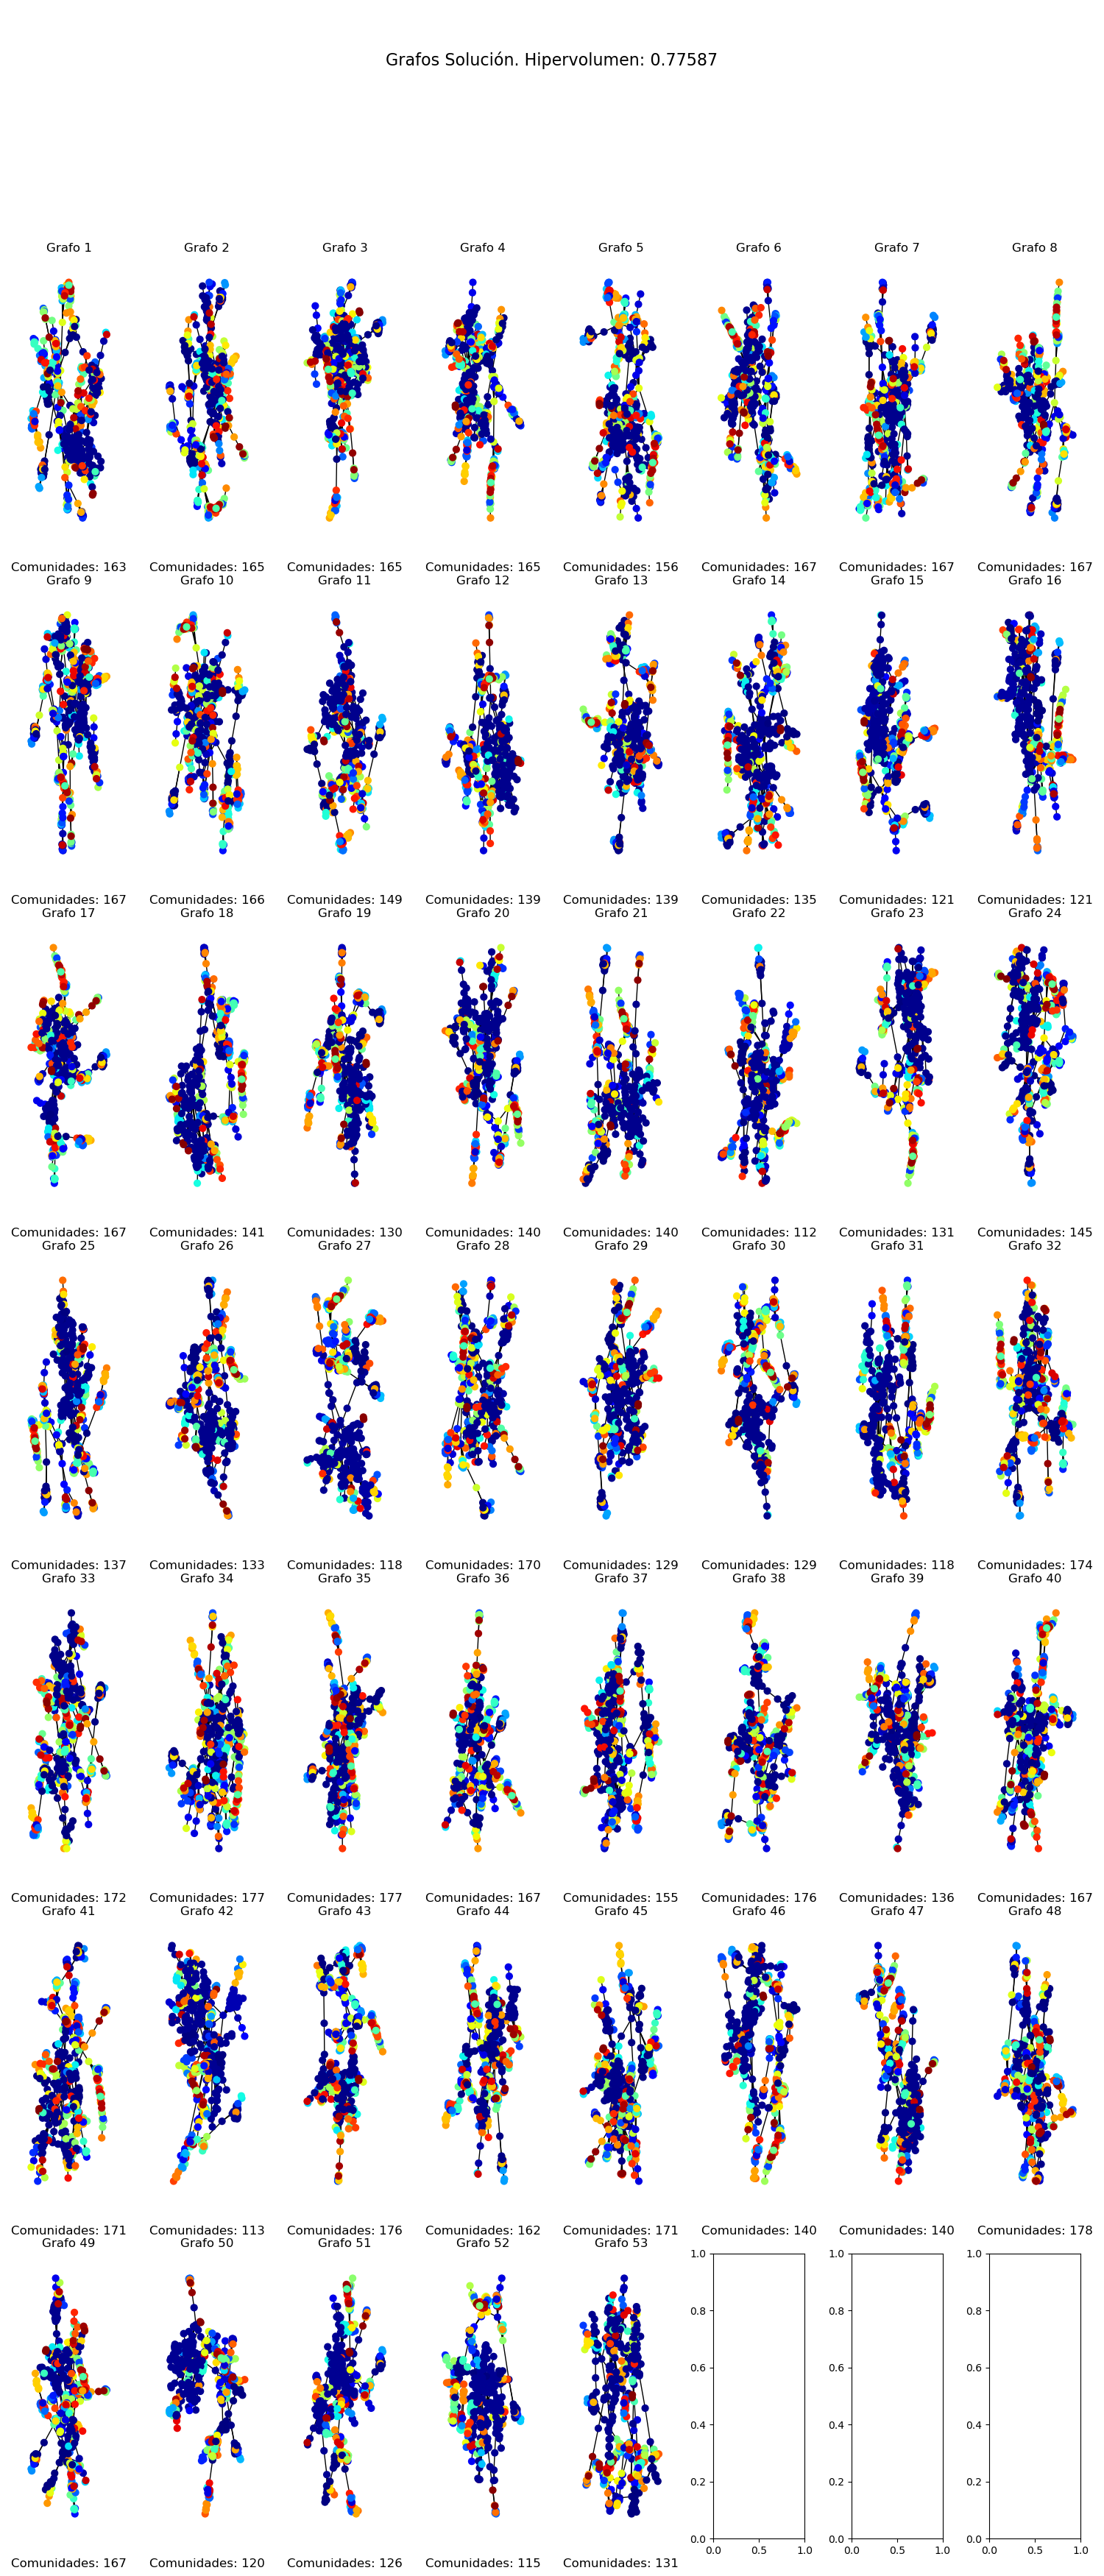 Grafos Solución. Hipervolumen: 0.77587
Grafo 1 Grafo 2 Grafo 3 Grafo 4 Grafo 5 Grafo 6 Grafo 7 Grafo 8
Comunidades: 163 Comunidades: 165 Comunidades: 165 Comunidades: 165 Comunidades: 156 Comunidades: 167 Comunidades: 167 Comunidades: 167
Grafo 9 Grafo 10 Grafo 11 Grafo 12 Grafo 13 Grafo 14 Grafo 15 Grafo 16
Comunidades: 167 Comunidades: 166 Comunidades: 149 Comunidades: 139 Comunidades: 139 Comunidades: 135 Comunidades: 121 Comunidades: 121
Grafo 17 Grafo 18 Grafo 19 Grafo 20 Grafo 21 Grafo 22 Grafo 23 Grafo 24
Comunidades: 167 Comunidades: 141 Comunidades: 130 Comunidades: 140 Comunidades: 140 Comunidades: 112 Comunidades: 131 Comunidades: 145
Grafo 25 Grafo 26 Grafo 27 Grafo 28 Grafo 29 Grafo 30 Grafo 31 Grafo 32
Comunidades: 137 Comunidades: 133 Comunidades: 118 Comunidades: 170 Comunidades: 129 Comunidades: 129 Comunidades: 118 Comunidades: 174
Grafo 33 Grafo 34 Grafo 35 Grafo 36 Grafo 37 Grafo 38 Grafo 39 Grafo 40
Comunidades: 172 Comunidades: 177 Comunidades: 177 Comunidades: 167 Comunidades: 155 Comunidades: 176 Comunidades: 136 Comunidades: 167
Grafo 41 Grafo 42 Grafo 43 Grafo 44 Grafo 45 Grafo 46 Grafo 47 Grafo 48
Comunidades: 171 Comunidades: 113 Comunidades: 176 Comunidades: 162 Comunidades: 171 Comunidades: 140 Comunidades: 140 Comunidades: 178
Grafo 49 Grafo 50 Grafo 51 Grafo 52 Grafo 53
1.0 1.0 1.0
0.8 0.8 0.8
0.6 0.6 0.6
0.4 0.4 0.4
0.2 0.2 0.2
0.0 0.0 0.0
0.0 0.5 1.0 0.0 0.5 1.0 0.0 0.5 1.0
Comunidades: 167 Comunidades: 120 Comunidades: 126 Comunidades: 115 Comunidades: 131